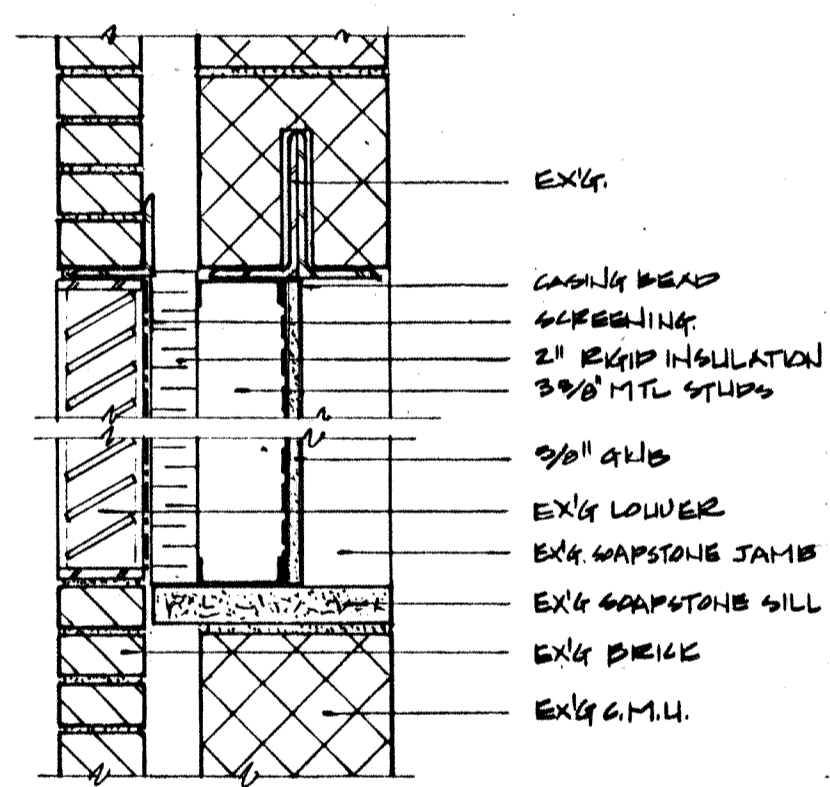 EX'G.
CASING BEAD
SCREENING.
2" RIGID INSULATION
3 5/8" MTL STUDS
5/8" GWB
EX'G LOUVER
EX'G. SOAPSTONE JAMB
EX'G SOAPSTONE SILL
EX'G BRICK
EX'G C.M.U.